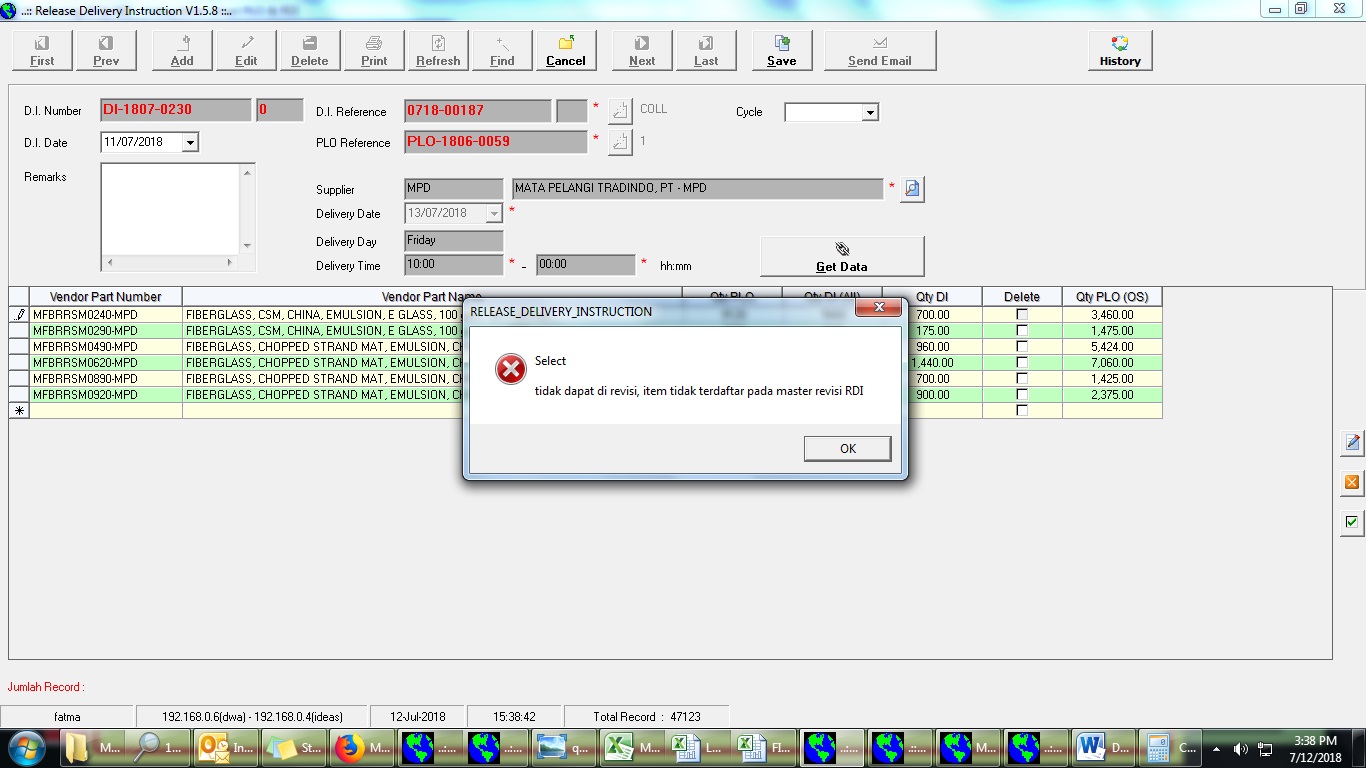 ..:: Release Delivery Instruction V1.5.8 ::..
First Prev Add Edit Delete Print Refresh Find Cancel Next Last Save Send Email History
D.I. Number DI-1807-0230 0 D.I. Reference 0718-00187 * COLL Cycle
D.I. Date 11/07/2018 PLO Reference PLO-1806-0059 * 1
Remarks
Supplier MPD MATA PELANGI TRADINDO, PT - MPD *
Delivery Date 13/07/2018 *
Delivery Day Friday
Delivery Time 10:00 * - 00:00 * hh:mm
Get Data
Vendor Part Number Vendor Part Name Qty PLO Qty DI (All) Qty DI Delete Qty PLO (OS)
MFBRRSM0240-MPD FIBERGLASS, CSM, CHINA, EMULSION, E GLASS, 100 700.00 3,460.00
MFBRRSM0290-MPD FIBERGLASS, CSM, CHINA, EMULSION, E GLASS, 100 175.00 1,475.00
MFBRRSM0490-MPD FIBERGLASS, CHOPPED STRAND MAT, EMULSION, 960.00 5,424.00
MFBRRSM0620-MPD FIBERGLASS, CHOPPED STRAND MAT, EMULSION, 1,440.00 7,060.00
MFBRRSM0890-MPD FIBERGLASS, CHOPPED STRAND MAT, EMULSION, 700.00 1,425.00
MFBRRSM0920-MPD FIBERGLASS, CHOPPED STRAND MAT, EMULSION, 900.00 2,375.00
RELEASE_DELIVERY_INSTRUCTION
Select
tidak dapat di revisi, item tidak terdaftar pada master revisi RDI
OK
Jumlah Record :
fatma 192.168.0.6(dwa) - 192.168.0.4(ideas) 12-Jul-2018 15:38:42 Total Record : 47123
M... 1... In... St... M... ..:... ..:... q... M... L... FI... ..:... ..:... M... ..:... D... C... 3:38 PM
7/12/2018